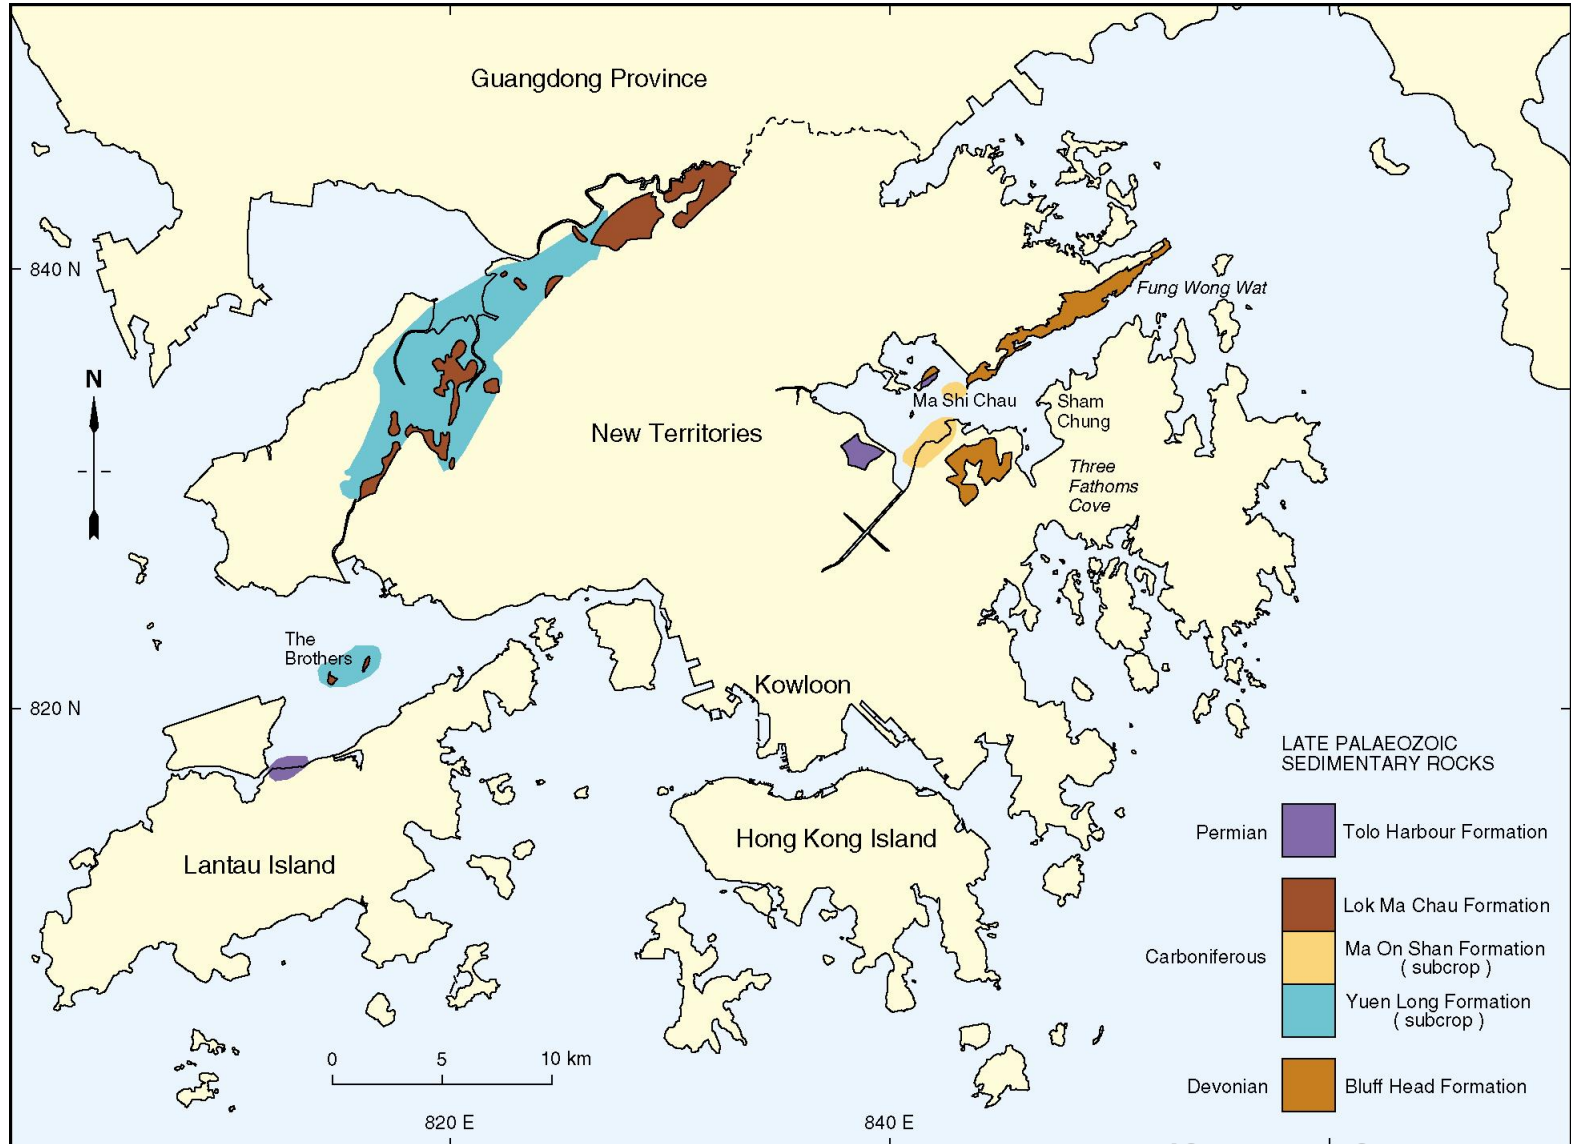 Guangdong Province
840 N
Fung Wong Wat
N
Ma Shi Chau
Sham
Chung
New Territories
Three
Fathoms
Cove
The
Brothers
Kowloon
820 N
LATE PALAEOZOIC
SEDIMENTARY ROCKS
Permian
Tolo Harbour Formation
Hong Kong Island
Lantau Island
Lok Ma Chau Formation
Carboniferous
Ma On Shan Formation
( subcrop )
Yuen Long Formation
( subcrop )
0 5 10 km
Devonian
Bluff Head Formation
820 E
840 E